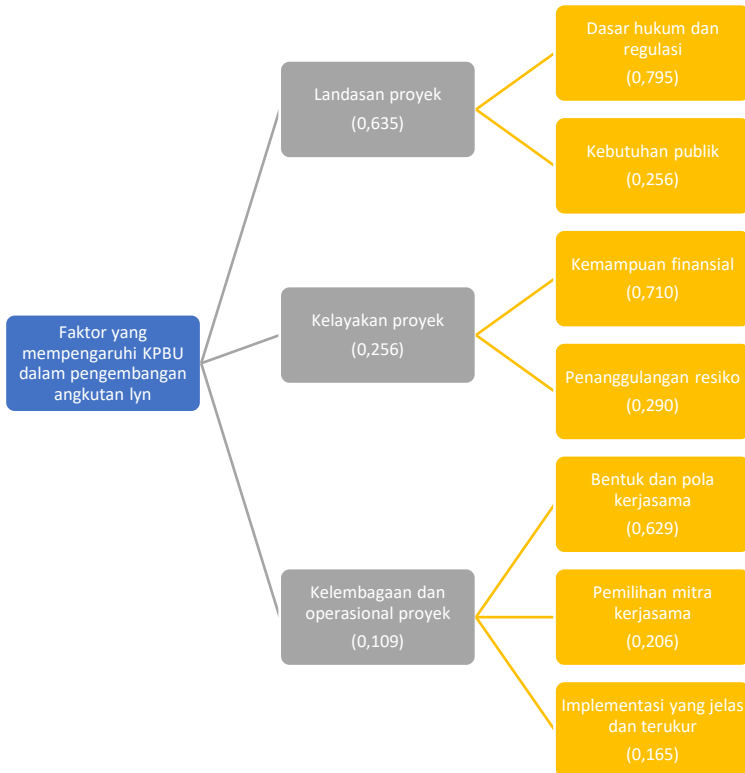 Faktor yang
mempengaruhi KPBU
dalam pengembangan
angkutan lyn
Landasan proyek
(0,635)
Dasar hukum dan
regulasi
(0,795)
Kebutuhan publik
(0,256)
Kelayakan proyek
(0,256)
Kemampuan finansial
(0,710)
Penanggulangan resiko
(0,290)
Kelembagaan dan
operasional proyek
(0,109)
Bentuk dan pola
kerjasama
(0,629)
Pemilihan mitra
kerjasama
(0,206)
Implementasi yang jelas
dan terukur
(0,165)